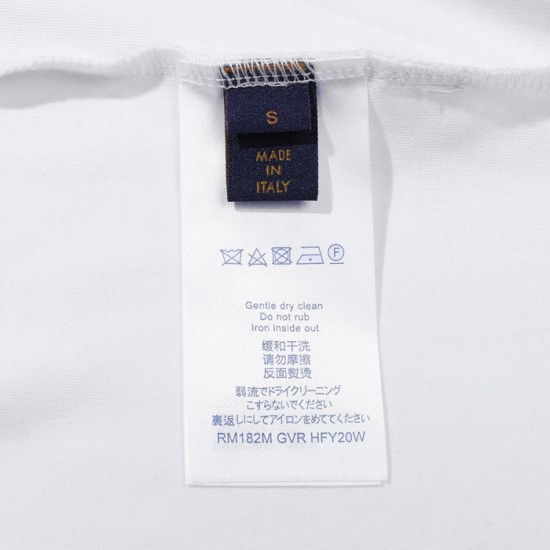 S
MADE
IN
ITALY
F
Gentle dry clean
Do not rub
Iron inside out
缓和干洗
请勿摩擦
反面熨烫
弱流でドライクリーニング
こすらないでください
裏返しにしてアイロンをめててください
RM182M GVR HFY20W